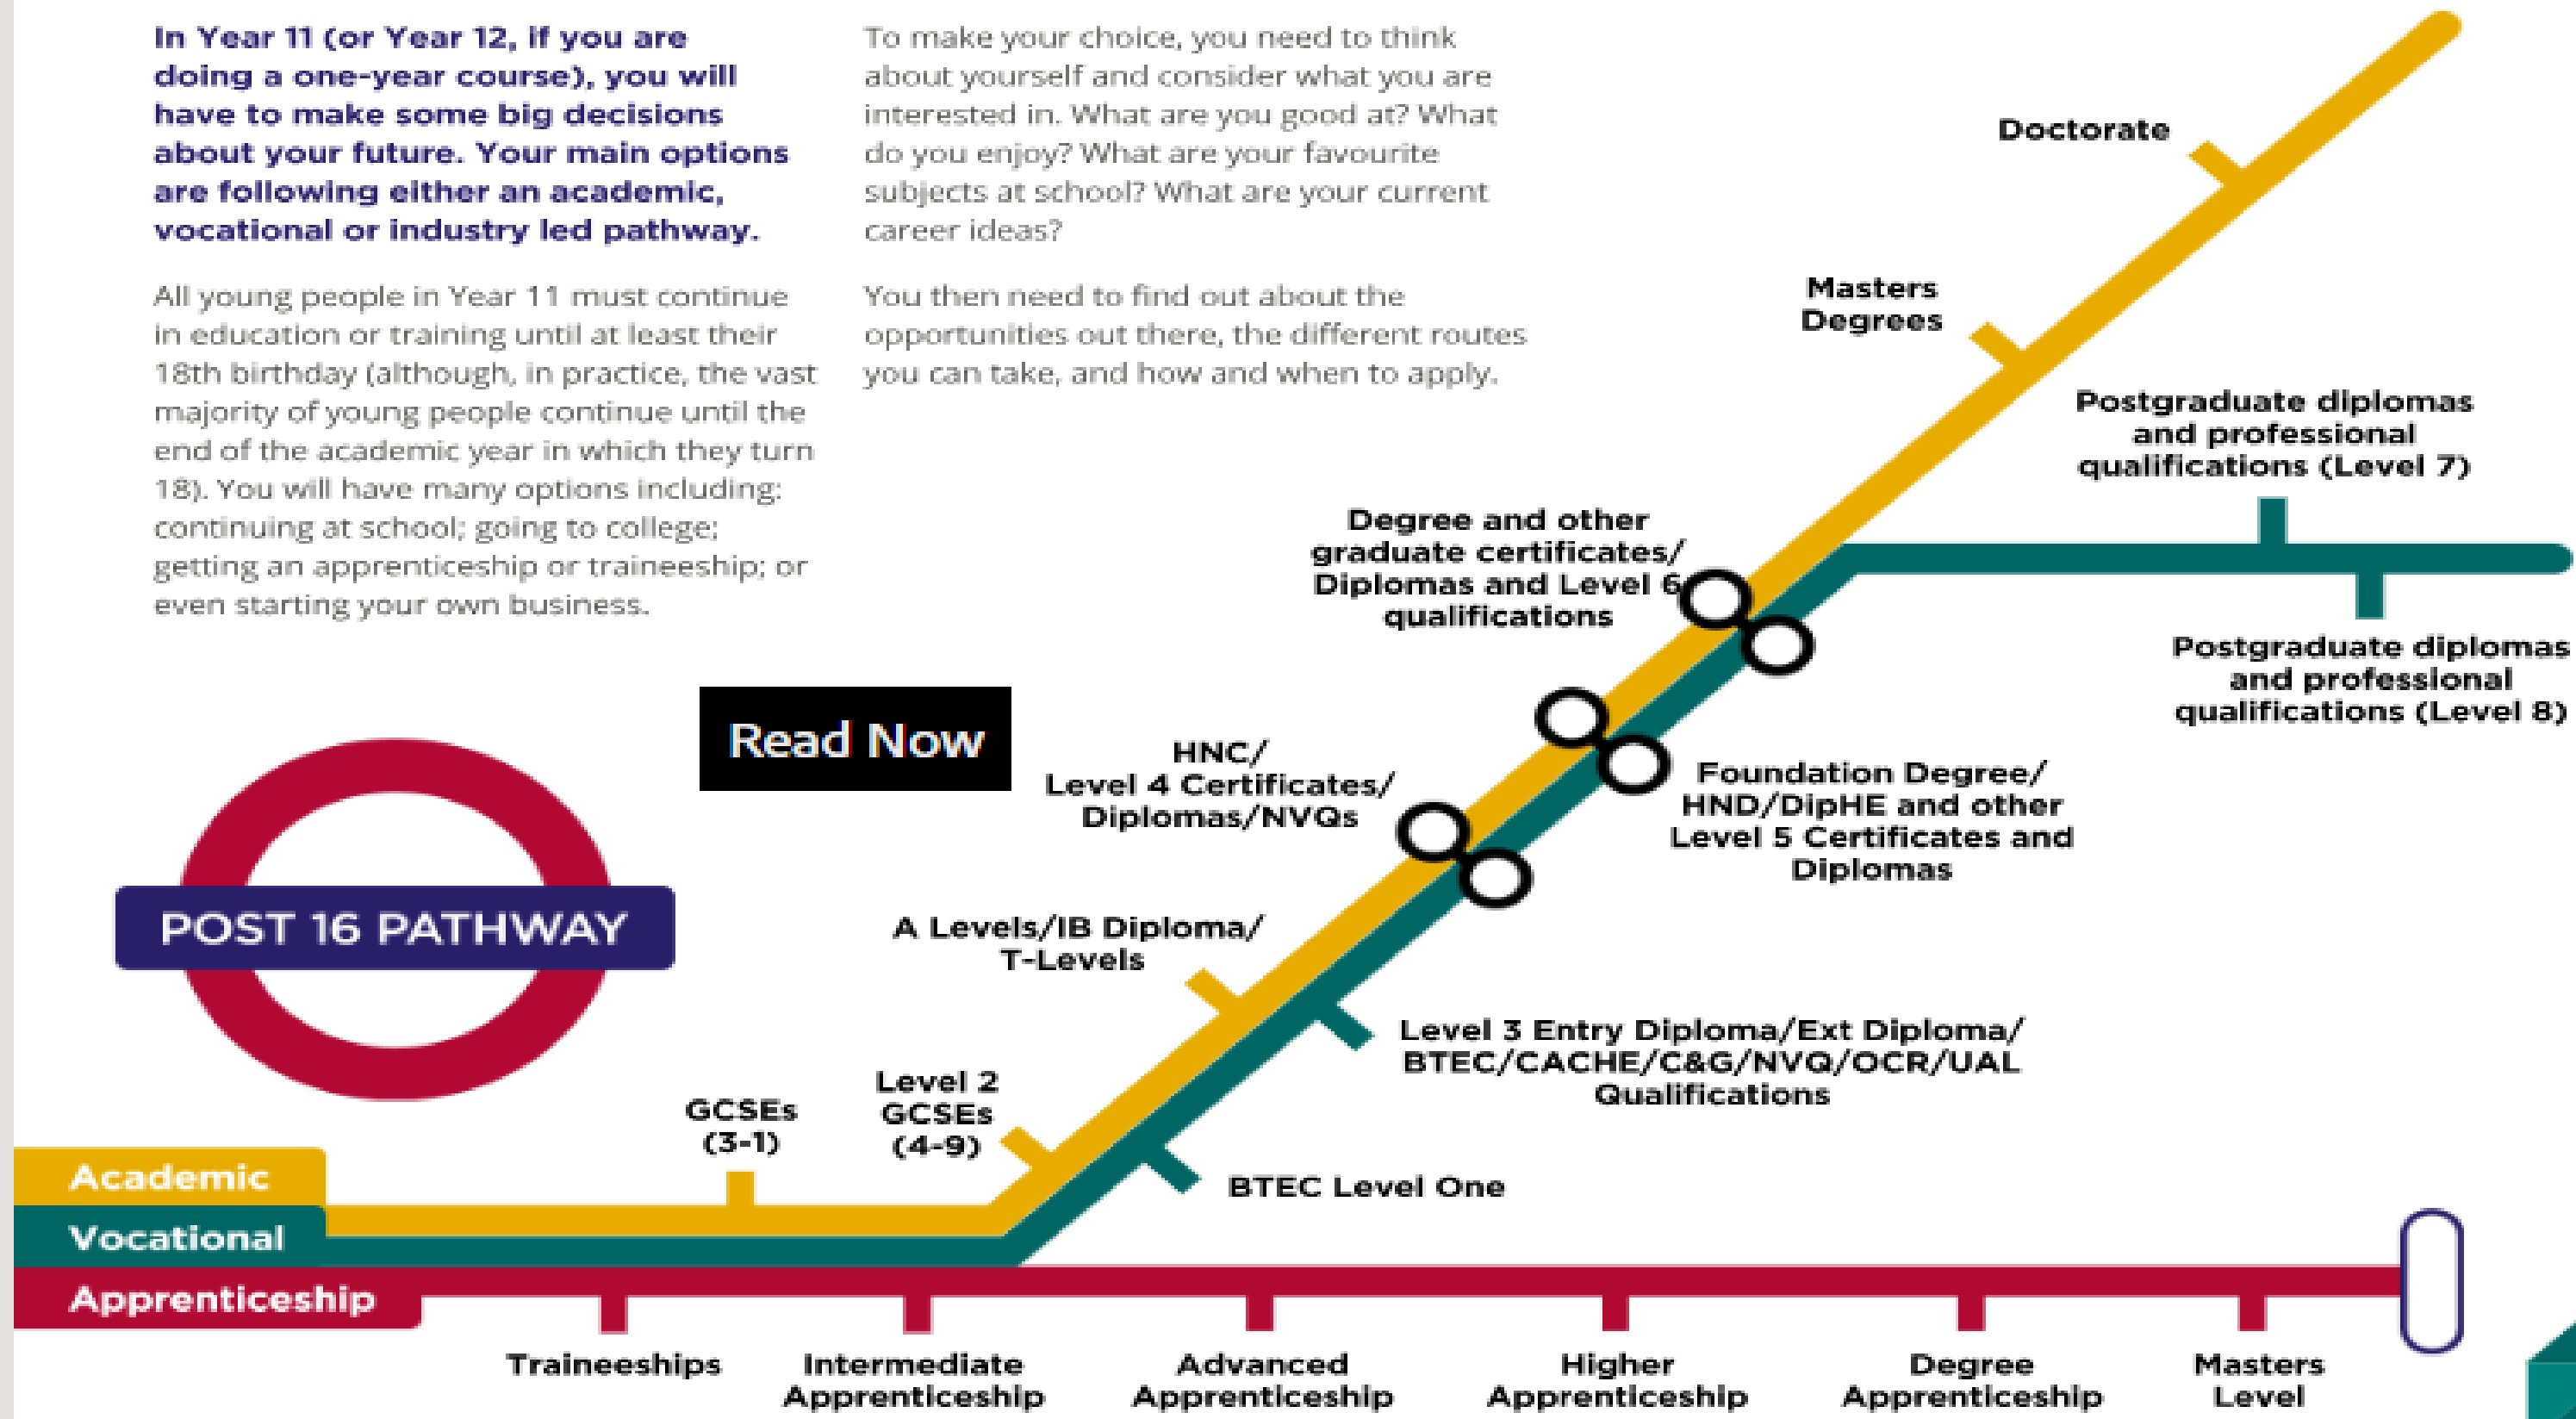 In Year 11 (or Year 12, if you are
doing a one-year course), you will
have to make some big decisions
about your future. Your main options
are following either an academic,
vocational or industry led pathway.
All young people in Year 11 must continue
in education or training until at least their
18th birthday (although, in practice, the vast
majority of young people continue until the
end of the academic year in which they turn
18). You will have many options including:
continuing at school; going to college;
getting an apprenticeship or traineeship; or
even starting your own business.
To make your choice, you need to think
about yourself and consider what you are
interested in. What are you good at? What
do you enjoy? What are your favourite
subjects at school? What are your current
career ideas?
You then need to find out about the
opportunities out there, the different routes
you can take, and how and when to apply.
Doctorate
Masters
Degrees
Postgraduate diplomas
and professional
qualifications (Level 7)
Degree and other
graduate certificates/
Diplomas and Level 6
qualifications
Postgraduate diplomas
and professional
qualifications (Level 8)
Read Now
HNC/
Level 4 Certificates/
Diplomas/NVQs
Foundation Degree/
HND/DipHE and other
Level 5 Certificates and
Diplomas
POST 16 PATHWAY
A Levels/IB Diploma/
T-Levels
Level 3 Entry Diploma/Ext Diploma/
BTEC/CACHE/C&G/NVQ/OCR/UAL
Qualifications
GCSEs
(3-1)
Level 2
GCSEs
(4-9)
BTEC Level One
Academic
Vocational
Apprenticeship
Traineeships
Intermediate
Apprenticeship
Advanced
Apprenticeship
Higher
Apprenticeship
Degree
Apprenticeship
Masters
Level